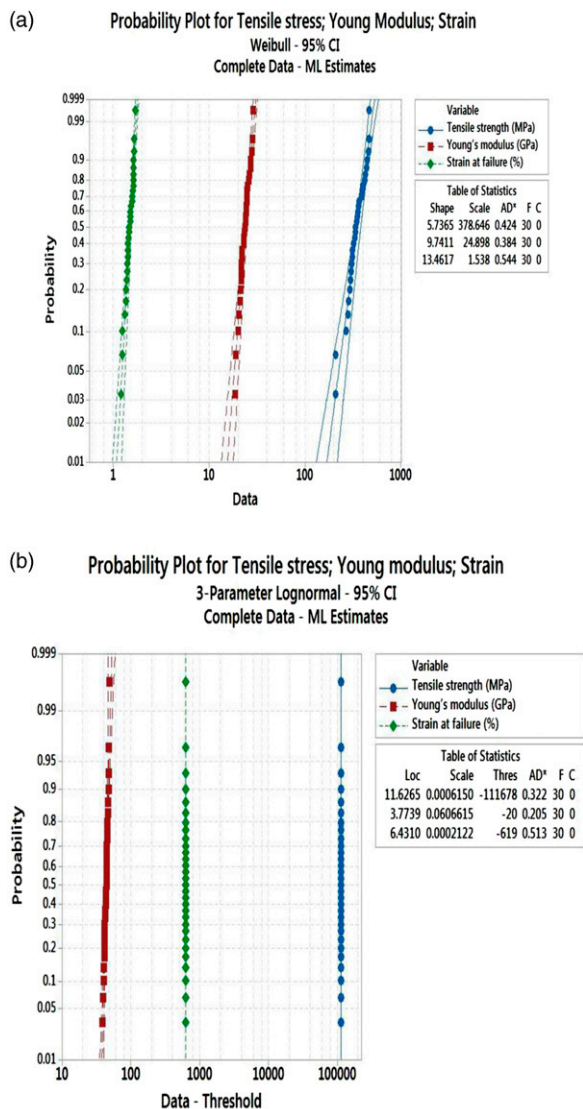 (a)
Probability Plot for Tensile stress; Young Modulus; Strain
Weibull - 95% CI
Complete Data - ML Estimates
0.999
0.99
0.9
0.8
0.7
0.6
0.5
0.4
0.3
0.2
0.1
0.05
0.03
0.02
0.01
Probability
1 10 100 1000
Data
Variable
Tensile strength (MPa)
Young's modulus (GPa)
Strain at failure (%)
Table of Statistics
Shape Scale AD* F C
5.7365 378.646 0.424 30 0
9.7411 24.898 0.384 30 0
13.4617 1.538 0.544 30 0
(b)
Probability Plot for Tensile stress; Young modulus; Strain
3-Parameter Lognormal - 95% CI
Complete Data - ML Estimates
0.999
0.99
0.95
0.9
0.8
0.7
0.6
0.5
0.4
0.3
0.2
0.1
0.05
0.01
Probability
10 100 1000 10000 100000
Data - Threshold
Variable
Tensile strength (MPa)
Young's modulus (GPa)
Strain at failure (%)
Table of Statistics
Loc Scale Thres AD* F C
11.6265 0.0006150 -111678 0.322 30 0
3.7739 0.0606615 -20 0.205 30 0
6.4310 0.0002122 -619 0.513 30 0